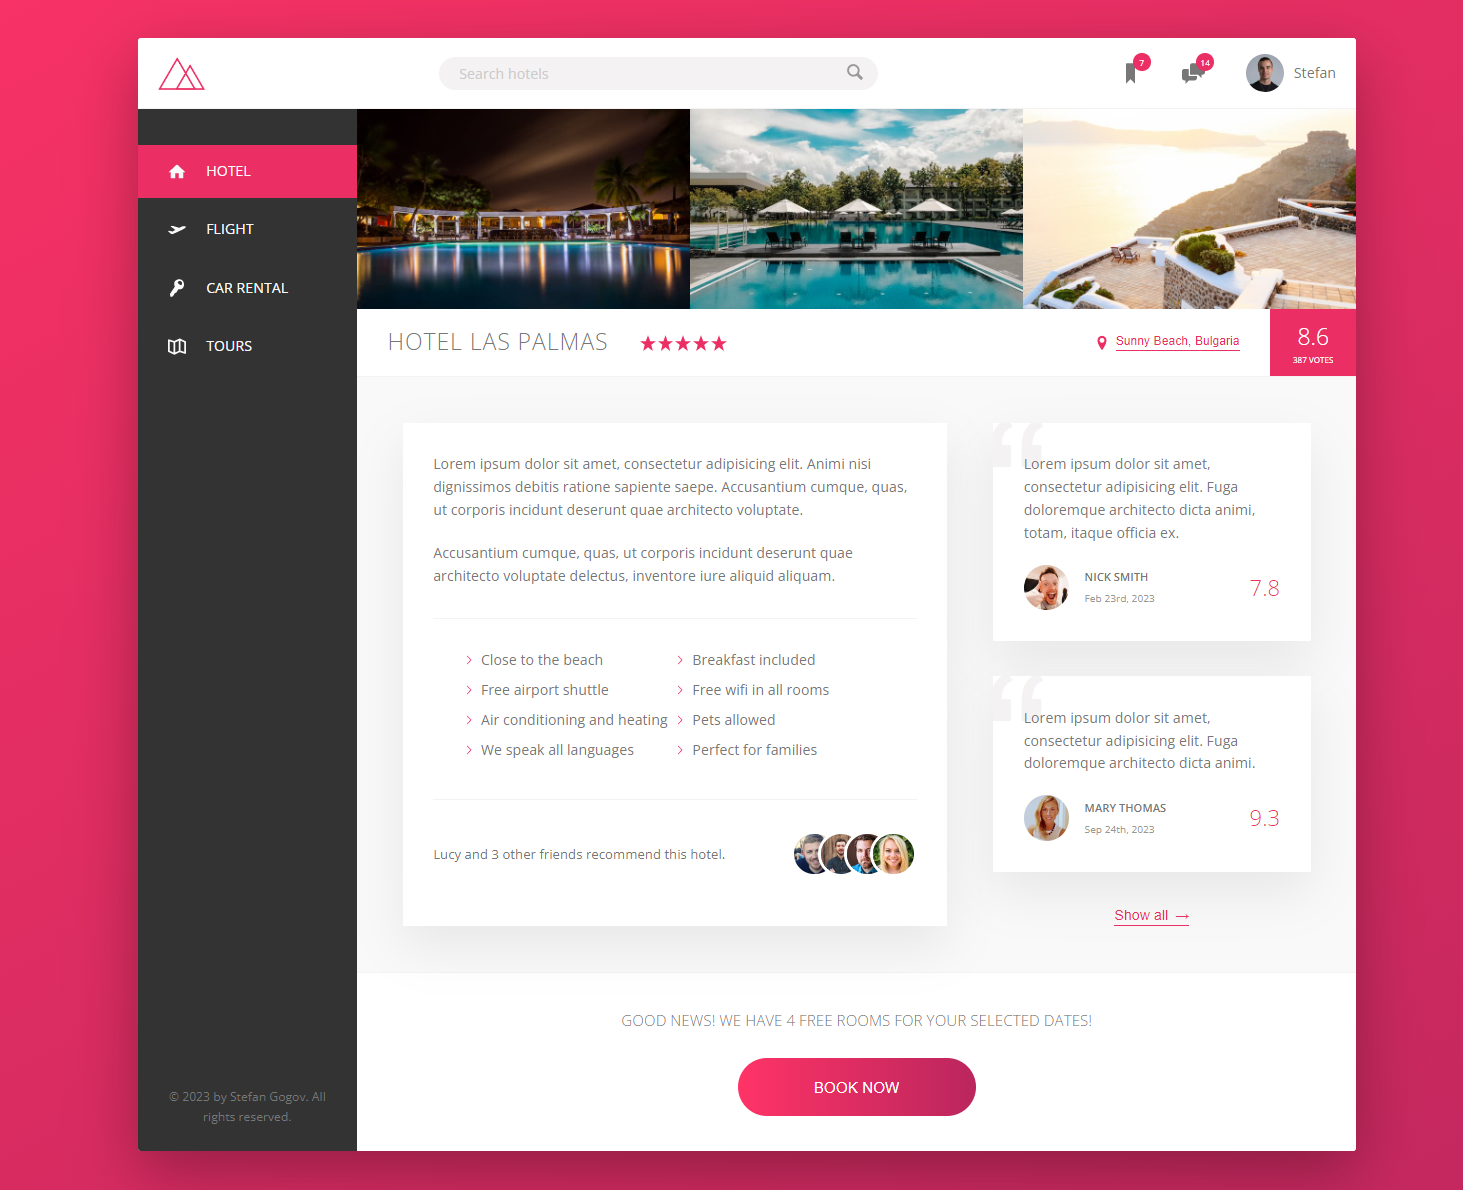 Search hotels
7
14
Stefan
HOTEL
FLIGHT
CAR RENTAL
TOURS
© 2023 by Stefan Gogov. All
rights reserved.
HOTEL LAS PALMAS
Sunny Beach, Bulgaria
8.6
387 VOTES
Lorem ipsum dolor sit amet, consectetur adipisicing elit. Animi nisi
dignissimos debitis ratione sapiente saepe. Accusantium cumque, quas,
ut corporis incidunt deserunt quae architecto voluptate.
Accusantium cumque, quas, ut corporis incidunt deserunt quae
architecto voluptate delectus, inventore iure aliquid aliquam.
Close to the beach
Breakfast included
Free airport shuttle
Free wifi in all rooms
Air conditioning and heating
Pets allowed
We speak all languages
Perfect for families
Lucy and 3 other friends recommend this hotel.
“
Lorem ipsum dolor sit amet,
consectetur adipisicing elit. Fuga
doloremque architecto dicta animi,
totam, itaque officia ex.
NICK SMITH
Feb 23rd, 2023
7.8
“
Lorem ipsum dolor sit amet,
consectetur adipisicing elit. Fuga
doloremque architecto dicta animi.
MARY THOMAS
Sep 24th, 2023
9.3
Show all →
GOOD NEWS! WE HAVE 4 FREE ROOMS FOR YOUR SELECTED DATES!
BOOK NOW